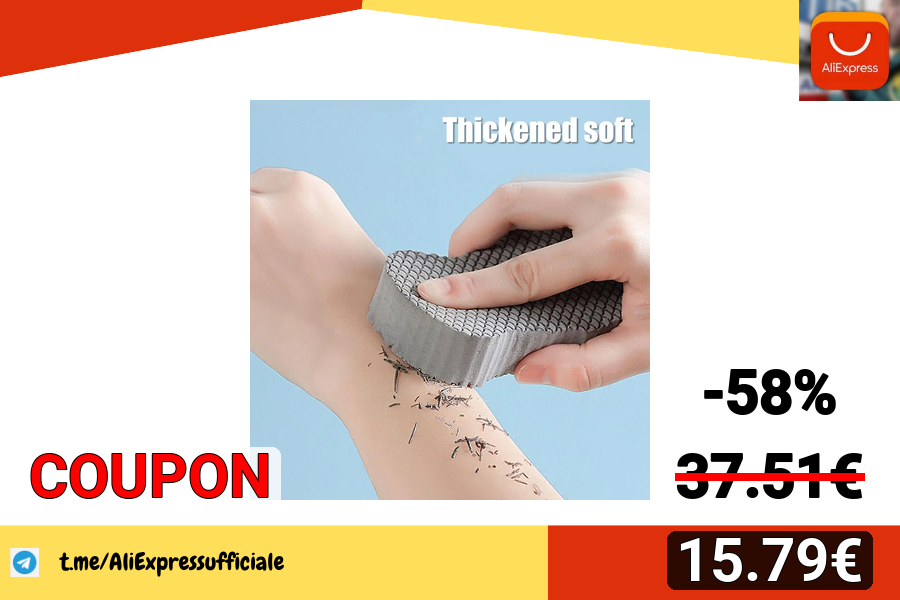 AliExpress
Thickened soft
-58%
COUPON
37.51€
t.me/AliExpressufficiale
15.79€